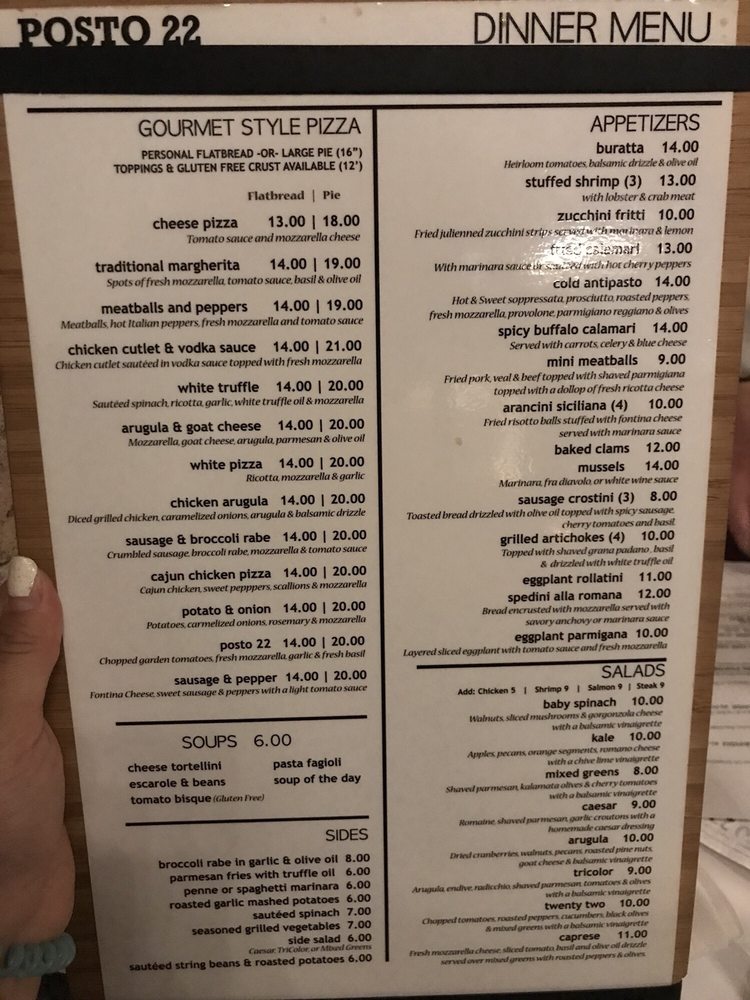 POSTO 22
DINNER MENU
GOURMET STYLE PIZZA
PERSONAL FLATBREAD -OR- LARGE PIE (16")
TOPPINGS & GLUTEN FREE CRUST AVAILABLE (12')
Flatbread | Pie
cheese pizza 13.00 | 18.00
Tomato sauce and mozzarella cheese
traditional margherita 14.00 | 19.00
Spots of fresh mozzarella, tomato sauce, basil & olive oil
meatballs and peppers 14.00 | 19.00
Meatballs, hot Italian peppers, fresh mozzarella and tomato sauce
chicken cutlet & vodka sauce 14.00 | 21.00
Chicken cutlet sautéed in vodka sauce topped with fresh mozzarella
white truffle 14.00 | 20.00
Sautéed spinach, ricotta, garlic, white truffle oil & mozzarella
arugula & goat cheese 14.00 | 20.00
Mozzarella, goat cheese, arugula, parmesan & olive oil
white pizza 14.00 | 20.00
Ricotta, mozzarella & garlic
chicken arugula 14.00 | 20.00
Diced grilled chicken, caramelized onions, arugula & balsamic drizzle
sausage & broccoli rabe 14.00 | 20.00
Crumbled sausage, broccoli rabe, mozzarella & tomato sauce
cajun chicken pizza 14.00 | 20.00
Cajun chicken, sweet pepppers, scallions & mozzarella
potato & onion 14.00 | 20.00
Potatoes, carmelized onions, rosemary & mozzarella
posto 22 14.00 | 20.00
Chopped garden tomatoes, fresh mozzarella, garlic & fresh basil
sausage & pepper 14.00 | 20.00
Fontina Cheese, sweet sausage & peppers with a light tomato sauce
SOUPS 6.00
cheese tortellini
escarole & beans
tomato bisque (Gluten Free)
pasta fagioli
soup of the day
SIDES
broccoli rabe in garlic & olive oil 8.00
parmesan fries with truffle oil 6.00
penne or spaghetti marinara 6.00
roasted garlic mashed potatoes 6.00
sautéed spinach 7.00
seasoned grilled vegetables 7.00
side salad 6.00
Caesar, TriColor, or Mixed Greens
sautéed string beans & roasted potatoes 6.00
APPETIZERS
buratta 14.00
Heirloom tomatoes, balsamic drizzle & olive oil
stuffed shrimp (3) 13.00
with lobster & crab meat
zucchini fritti 10.00
Fried julienned zucchini strips served with marinara & lemon
fried calamari 13.00
With marinara sauce or sautéed with hot cherry peppers
cold antipasto 14.00
Hot & Sweet soppressata, prosciutto, roasted peppers,
fresh mozzarella, provolone, parmigiano reggiano & olives
spicy buffalo calamari 14.00
Served with carrots, celery & blue cheese
mini meatballs 9.00
Fried pork, veal & beef topped with shaved parmigiana
topped with a dollop of fresh ricotta cheese
arancini siciliana (4) 10.00
Fried risotto balls stuffed with fontina cheese
served with marinara sauce
baked clams 12.00
mussels 14.00
Marinara, fra diavolo, or white wine sauce
sausage crostini (3) 8.00
Toasted bread drizzled with olive oil topped with spicy sausage,
cherry tomatoes and basil.
grilled artichokes (4) 10.00
Topped with shaved grana padano, basil
& drizzled with white truffle oil
eggplant rollatini 11.00
spedini alla romana 12.00
Bread encrusted with mozzarella served with
savory anchovy or marinara sauce
eggplant parmigana 10.00
Layered sliced eggplant with tomato sauce and fresh mozzarella
SALADS
Add: Chicken 5 | Shrimp 9 | Salmon 9 | Steak 9
baby spinach 10.00
Walnuts, sliced mushrooms & gorgonzola cheese
with a balsamic vinaigrette
kale 10.00
Apples, pecans, orange segments, romano cheese
with a chive lime vinaigrette
mixed greens 8.00
Shaved parmesan, kalamata olives & cherry tomatoes
with a balsamic vinaigrette
caesar 9.00
Romaine, shaved parmesan, garlic croutons with a
homemade caesar dressing
arugula 10.00
Dried cranberries, walnuts, pecans, roasted pine nuts,
goat cheese & balsamic vinaigrette
tricolor 9.00
Arugula, endive, radicchio, shaved parmesan, tomatoes & olives
with a balsamic vinaigrette
twenty two 10.00
Chopped tomatoes, roasted peppers, cucumbers, black olives
& mixed greens with a balsamic vinaigrette
caprese 11.00
Fresh mozzarella cheese, sliced tomato, basil and olive oil drizzle
served over mixed greens with roasted peppers & olives.